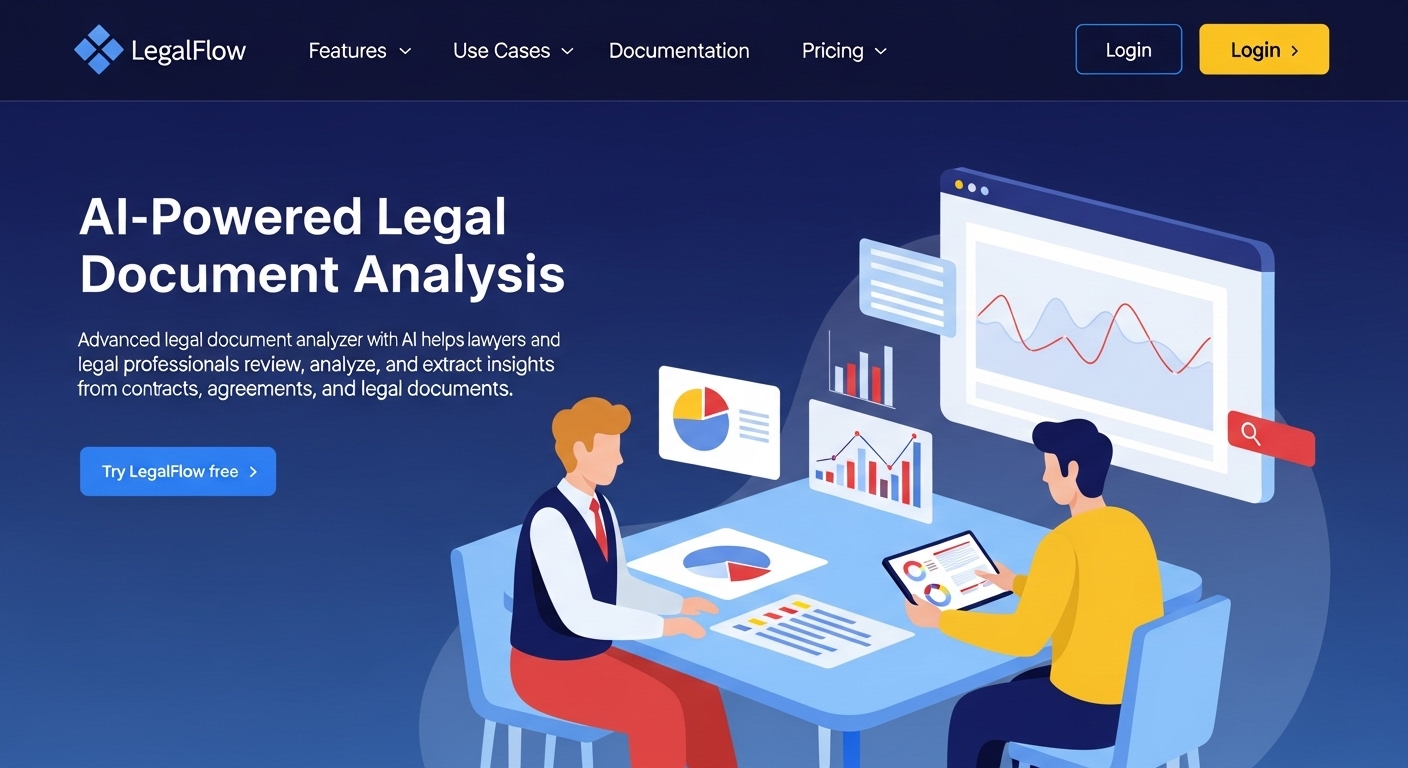 LegalFlow
Features
Use Cases
Documentation
Pricing
Login
Login
AI-Powered Legal
Document Analysis
Advanced legal document analyzer with AI helps lawyers and
legal professionals review, analyze, and extract insights
from contracts, agreements, and legal documents.
Try LegalFlow free